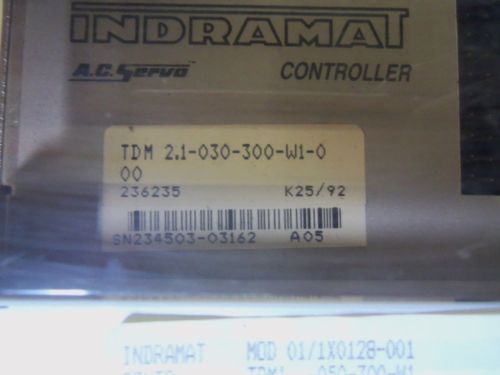 INDRAMAT
A.C. Servo CONTROLLER
TDM 2.1-030-300-W1-0
00
236235 K25/92
SN234503-03162 A05
INDRAMAT MOD 01/1X0128-001